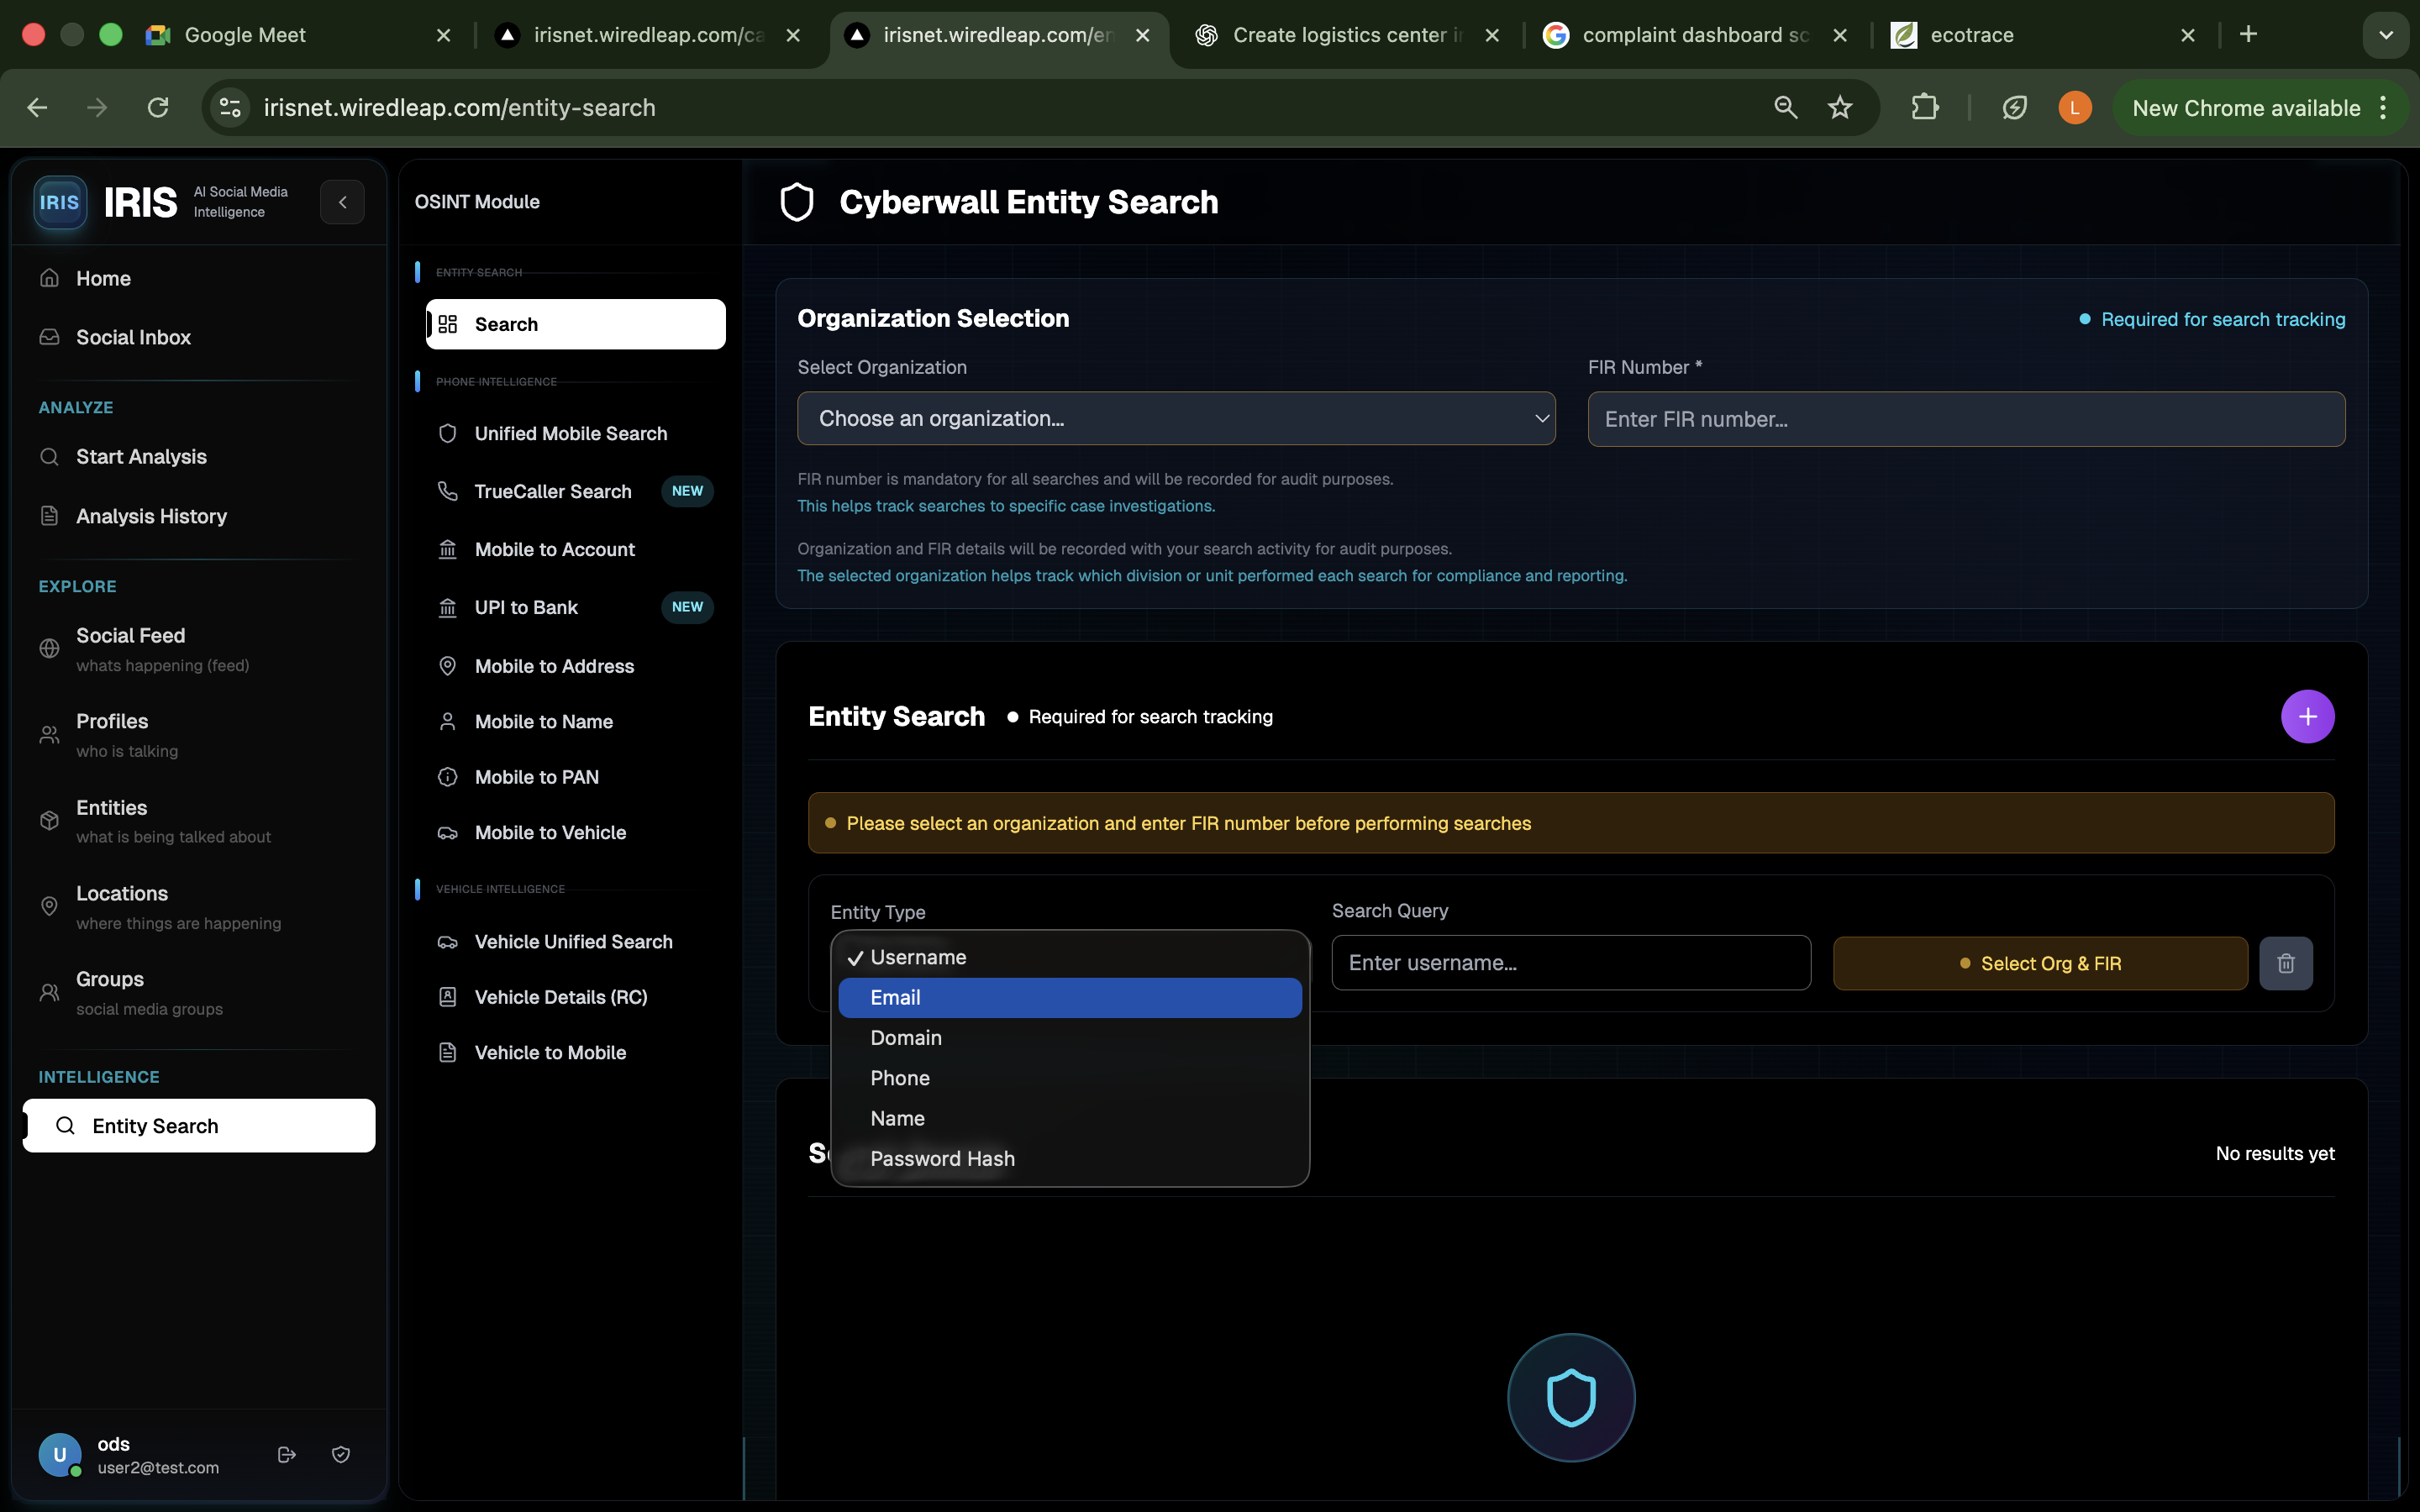 Google Meet
irisnet.wiredleap.com/ca
irisnet.wiredleap.com/en
Create logistics center i
complaint dashboard sc
ecotrace
irisnet.wiredleap.com/entity-search
L
New Chrome available
IRIS
IRIS
AI Social Media
Intelligence
Home
Social Inbox
ANALYZE
Start Analysis
Analysis History
EXPLORE
Social Feed
whats happening (feed)
Profiles
who is talking
Entities
what is being talked about
Locations
where things are happening
Groups
social media groups
INTELLIGENCE
Entity Search
U
ods
user2@test.com
OSINT Module
ENTITY SEARCH
Search
PHONE INTELLIGENCE
Unified Mobile Search
TrueCaller Search NEW
Mobile to Account
UPI to Bank NEW
Mobile to Address
Mobile to Name
Mobile to PAN
Mobile to Vehicle
VEHICLE INTELLIGENCE
Vehicle Unified Search
Vehicle Details (RC)
Vehicle to Mobile
Cyberwall Entity Search
Organization Selection
Required for search tracking
Select Organization
Choose an organization...
FIR Number *
Enter FIR number...
FIR number is mandatory for all searches and will be recorded for audit purposes.
This helps track searches to specific case investigations.
Organization and FIR details will be recorded with your search activity for audit purposes.
The selected organization helps track which division or unit performed each search for compliance and reporting.
Entity Search
Required for search tracking
Please select an organization and enter FIR number before performing searches
Entity Type
Search Query
✓ Username
Email
Domain
Phone
Name
Password Hash
Enter username...
Select Org & FIR
No results yet